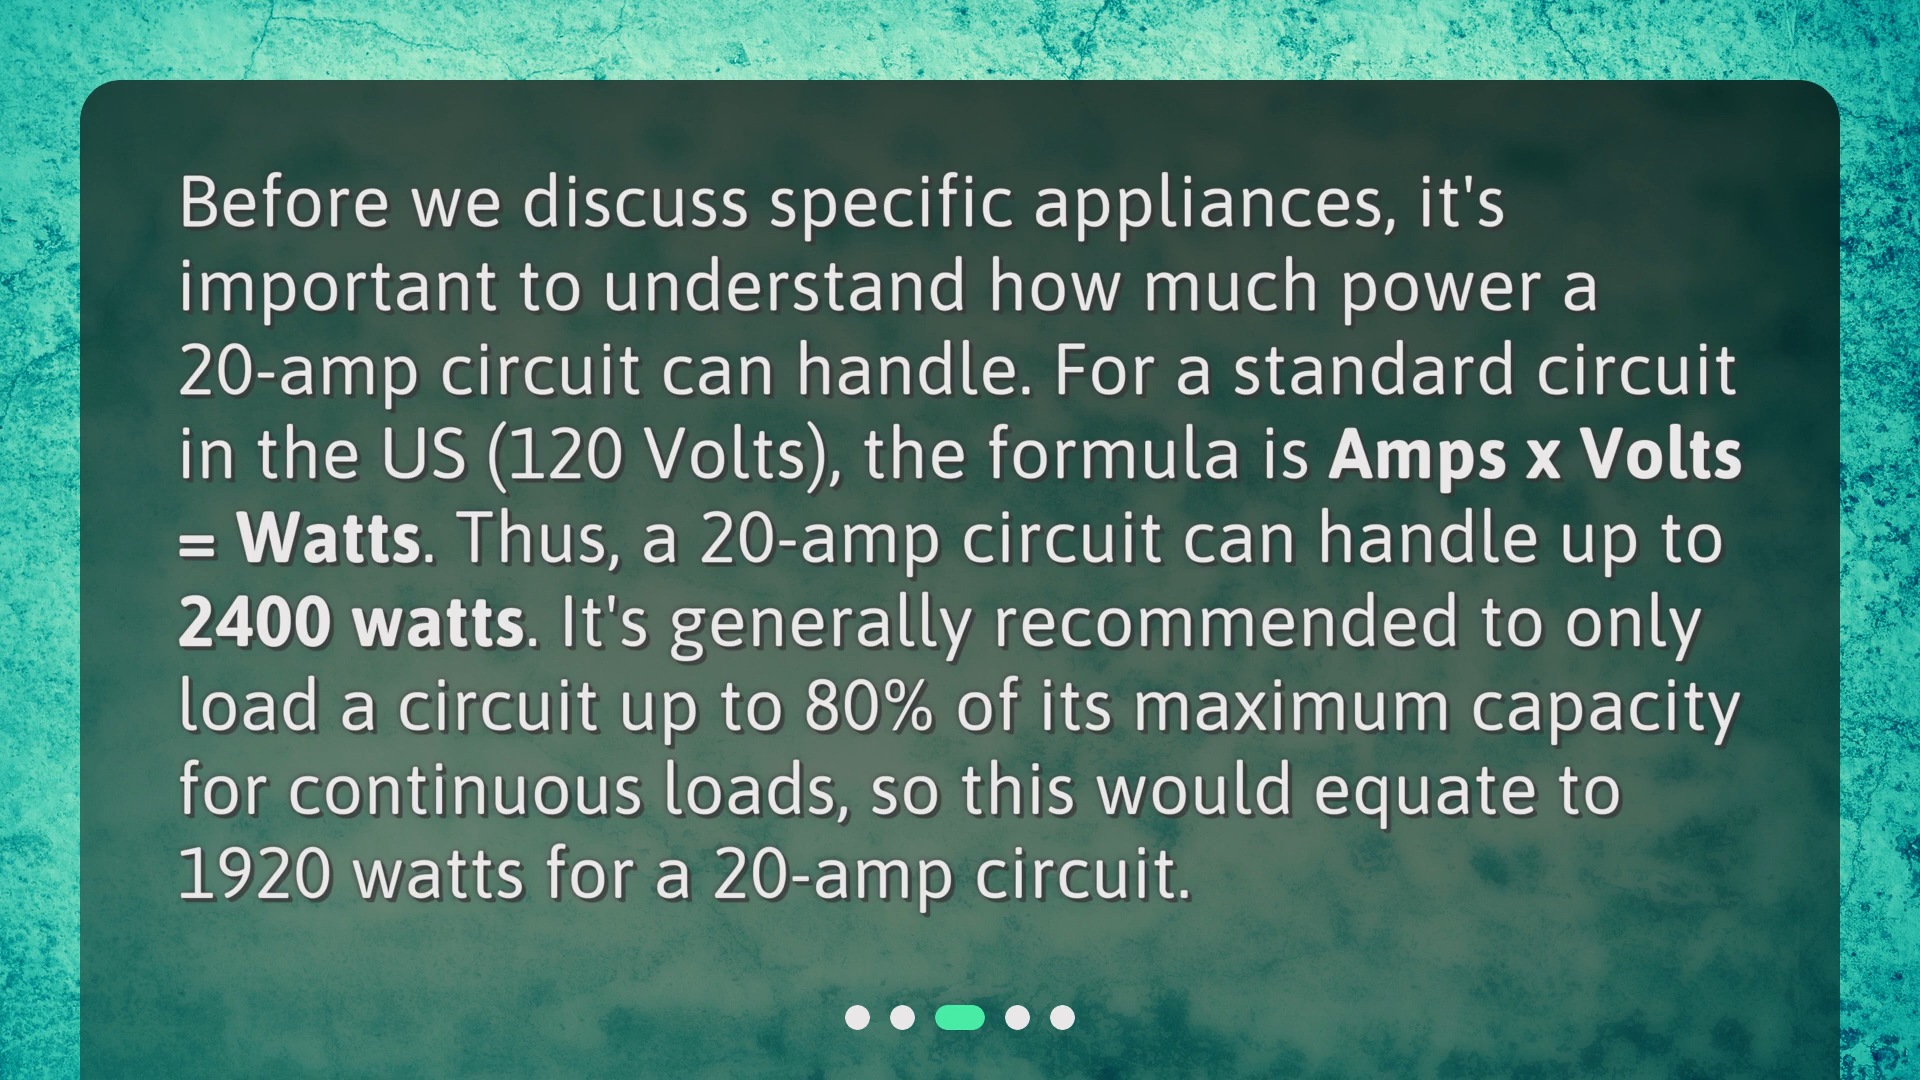 Before we discuss specific appliances, it's
important to understand how much power a
20-amp circuit can handle. For a standard circuit
in the US (120 Volts), the formula is Amps x Volts
= Watts. Thus, a 20-amp circuit can handle up to
2400 watts. It's generally recommended to only
load a circuit up to 80% of its maximum capacity
for continuous loads, so this would equate to
1920 watts for a 20-amp circuit.